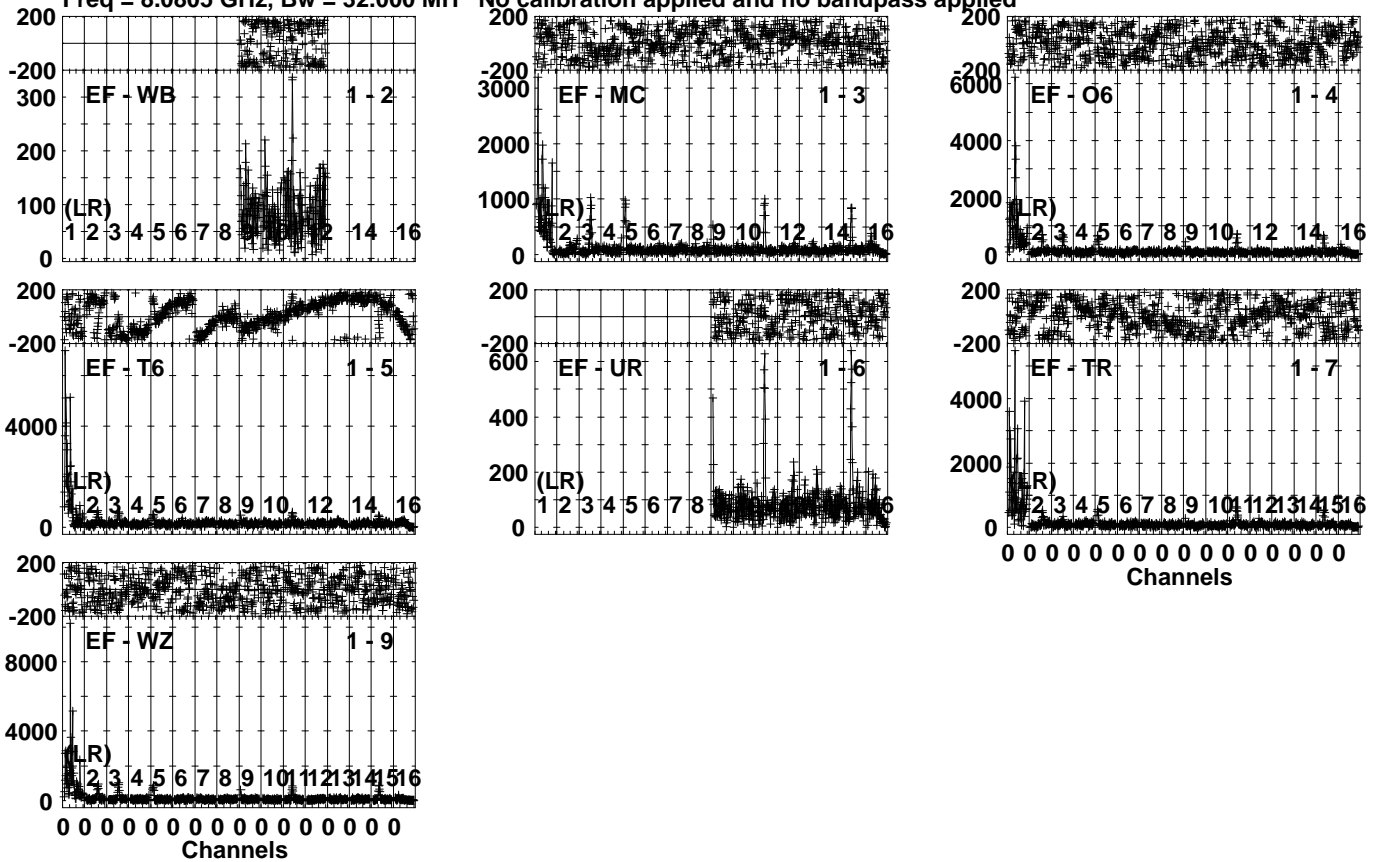 Freq = 8.0805 GHz, Bw = 32.000 MH No calibration applied and no bandpass applied
200
-200
300
200
100
0
EF - WB 1 - 2
(LR)
1 2 3 4 5 6 7 8 9 12 14 16
200
-200
3000
2000
1000
0
EF - MC 1 - 3
(LR)
2 3 4 5 6 7 8 9 10 12 14 16
200
-200
6000
4000
2000
0
EF - O6 1 - 4
(LR)
2 3 4 5 6 7 8 9 10 12 14 16
200
-200
4000
0
EF - T6 1 - 5
(LR)
2 3 4 5 6 7 8 9 10 12 14 16
200
-200
600
400
200
0
EF - UR 1 - 6
(LR)
1 2 3 4 5 6 7 8 6
200
-200
4000
2000
0
EF - TR 1 - 7
(LR)
2 3 4 5 6 7 8 9 10 11 12 13 14 15 16
0 0 0 0 0 0 0 0 0 0 0 0 0 0 0 0
Channels
200
-200
8000
4000
0
EF - WZ 1 - 9
(LR)
2 3 4 5 6 7 8 9 10 11 12 13 14 15 16
0 0 0 0 0 0 0 0 0 0 0 0 0 0 0 0
Channels